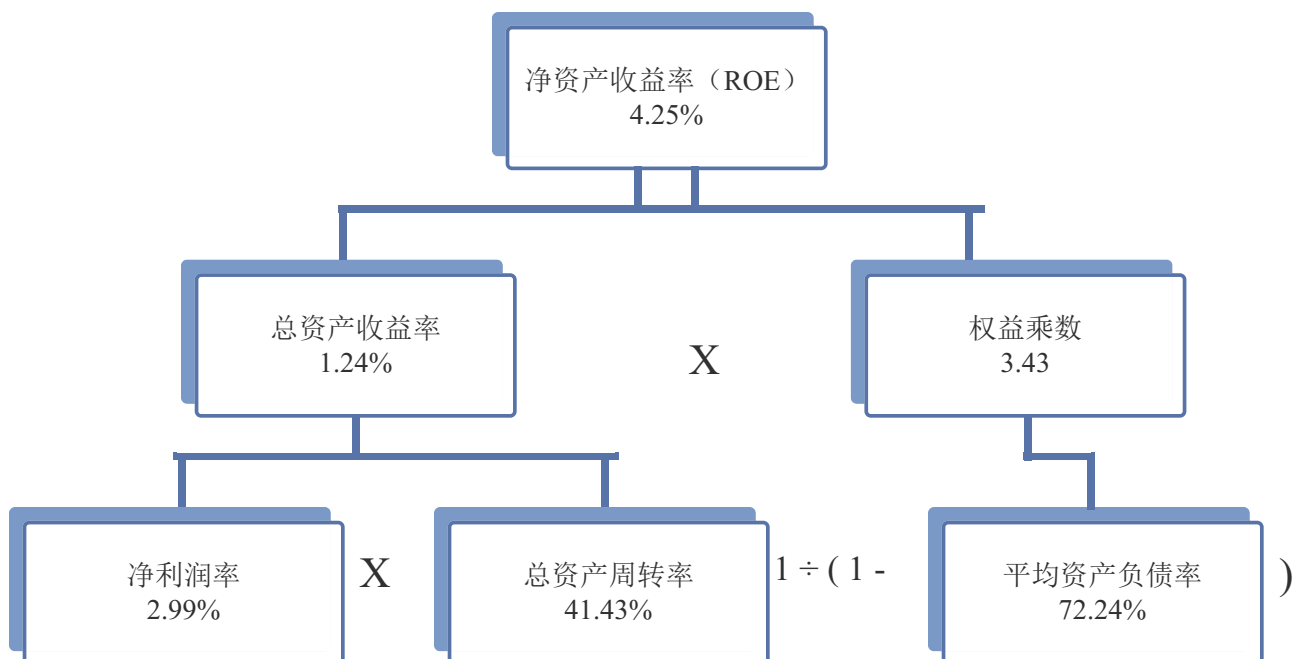 净资产收益率（ROE）
4.25%
总资产收益率
1.24%
X
权益乘数
3.43
净利润率
2.99%
X
总资产周转率
41.43%
1 ÷ ( 1 -
平均资产负债率
72.24%
)